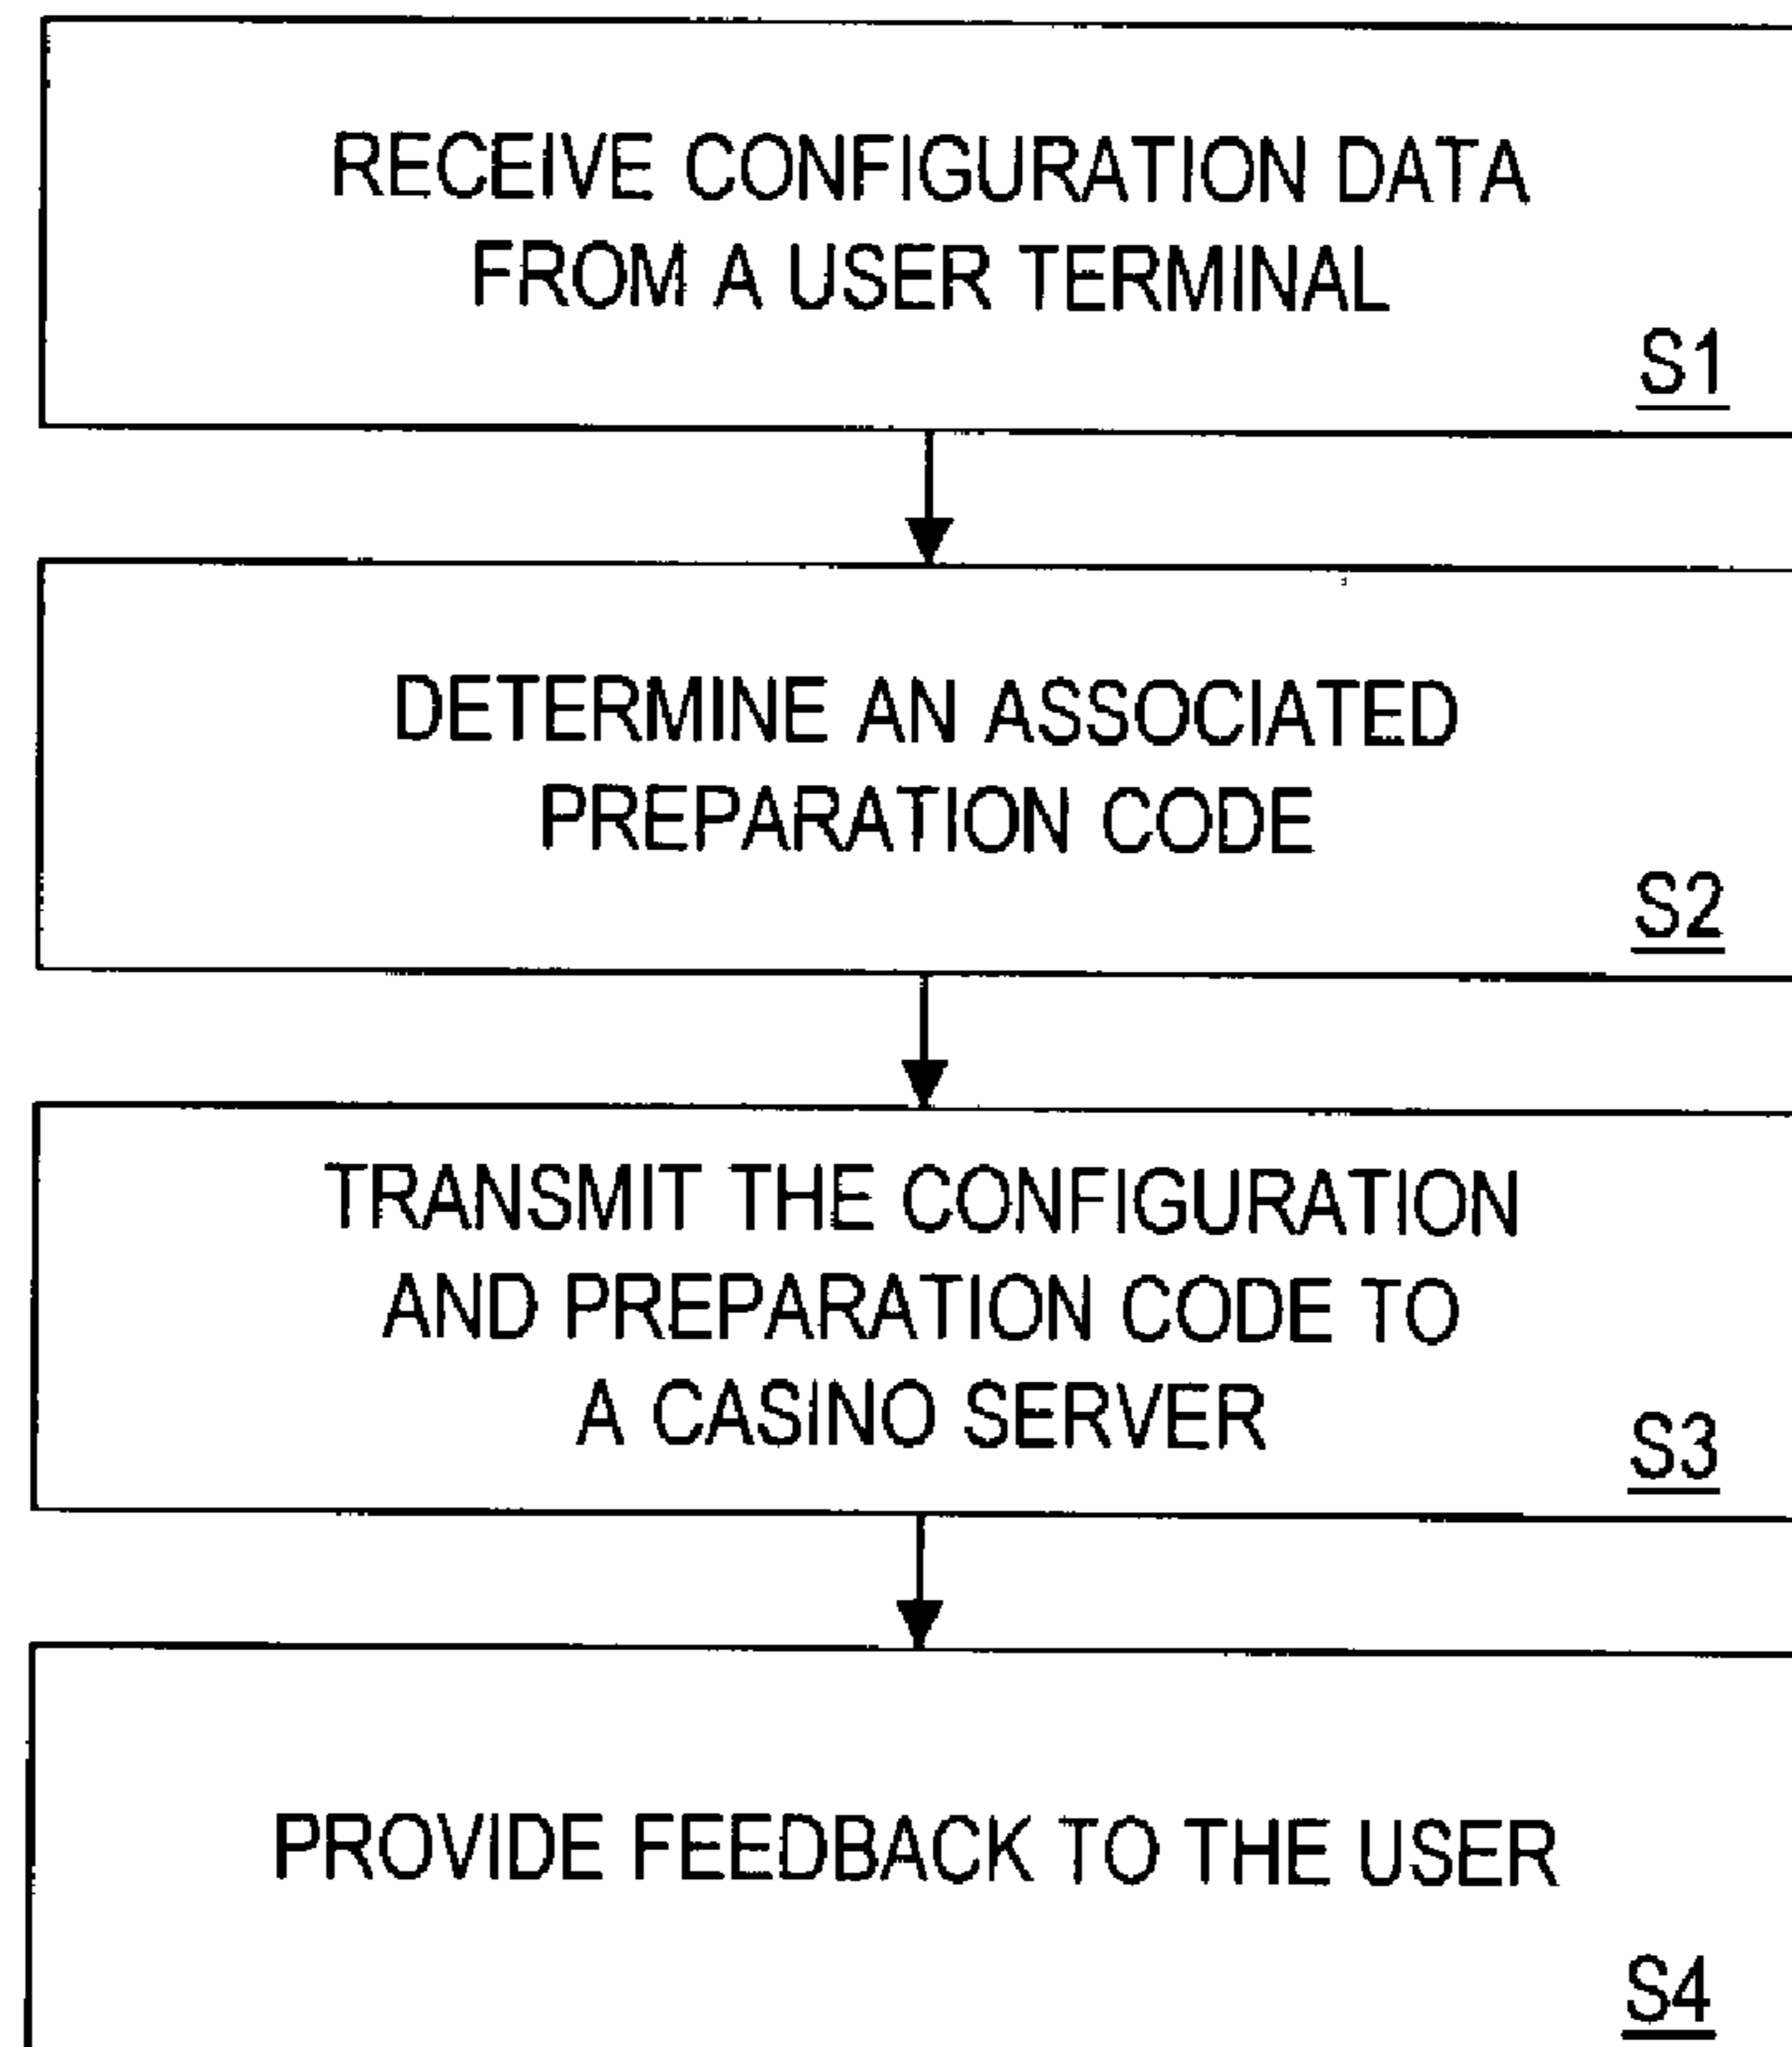 RECEIVE CONFIGURATION DATA
FROM A USER TERMINAL
S1
DETERMINE AN ASSOCIATED
PREPARATION CODE
S2
TRANSMIT THE CONFIGURATION
AND PREPARATION CODE TO
A CASINO SERVER
S3
PROVIDE FEEDBACK TO THE USER
S4